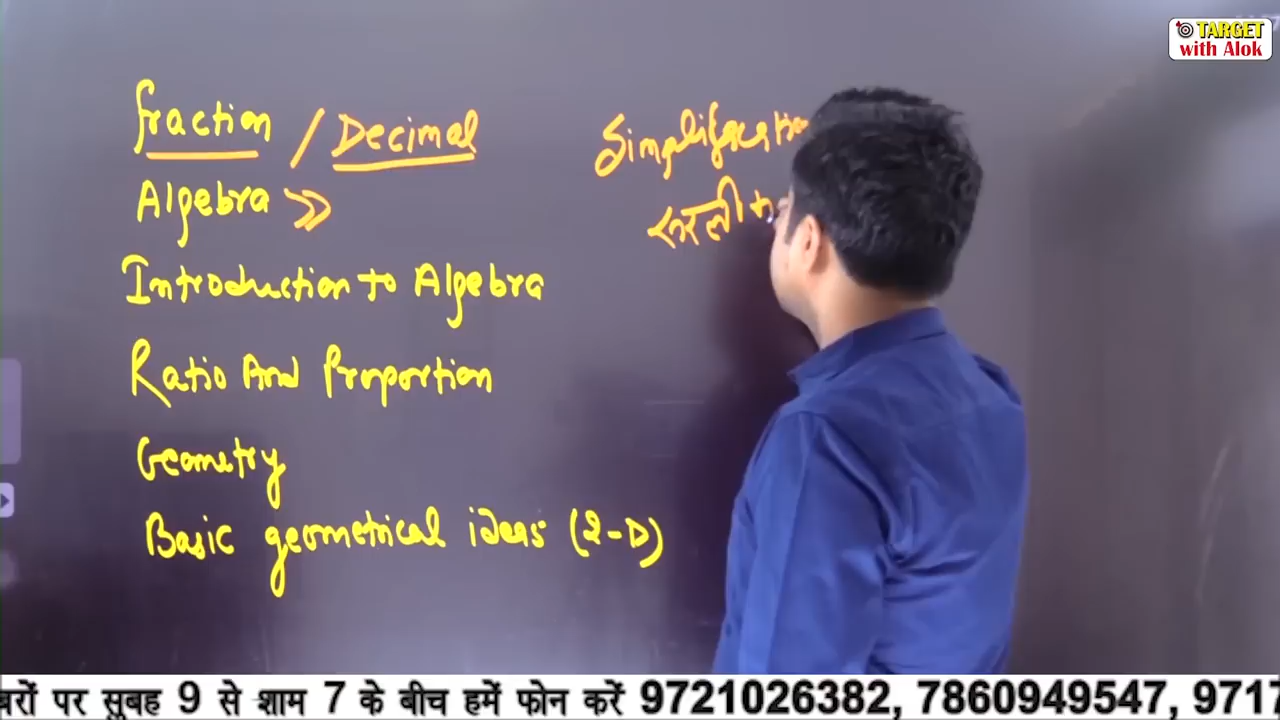 fraction / Decimal
Algebra >>
Introduction to Algebra
Ratio And Proportion
Geometry
Basic geometrical ideas (2-D)
Simplification
TARGET
with Alok
पर सुबह 9 से शाम 7 के बीच हमें फोन करें 9721026382, 7860949547, 9717